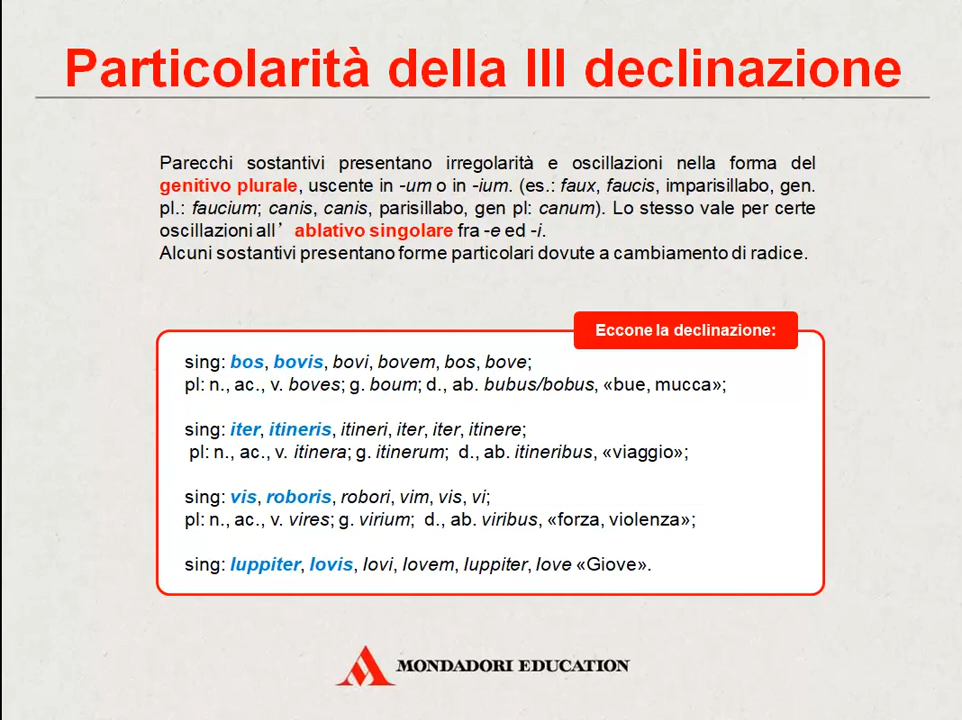 Particolarità della III declinazione
Parecchi sostantivi presentano irregolarità e oscillazioni nella forma del
genitivo plurale, uscente in -um o in -ium. (es.: faux, faucis, imparisillabo, gen.
pl.: faucium; canis, canis, parisillabo, gen pl: canum). Lo stesso vale per certe
oscillazioni all’ ablativo singolare fra -e ed -i.
Alcuni sostantivi presentano forme particolari dovute a cambiamento di radice.
Eccone la declinazione:
sing: bos, bovis, bovi, bovem, bos, bove;
pl: n., ac., v. boves; g. boum; d., ab. bubus/bobus, «bue, mucca»;
sing: iter, itineris, itineri, iter, iter, itinere;
pl: n., ac., v. itinera; g. itinerum; d., ab. itineribus, «viaggio»;
sing: vis, roboris, robori, vim, vis, vi;
pl: n., ac., v. vires; g. virium; d., ab. viribus, «forza, violenza»;
sing: Iuppiter, Iovis, Iovi, Iovem, Iuppiter, Iove «Giove».
MONDADORI EDUCATION